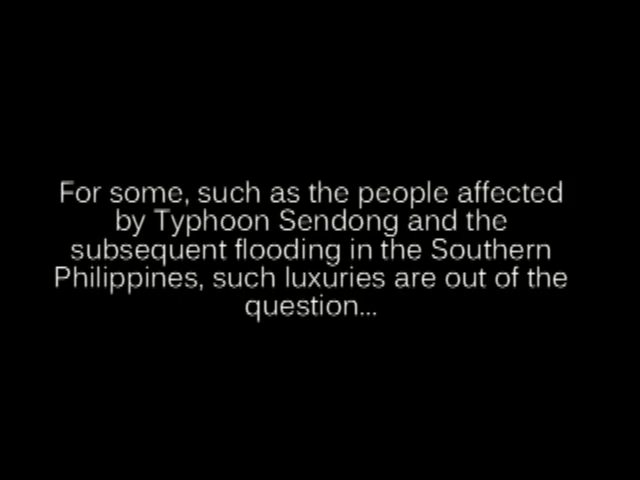 For some, such as the people affected
by Typhoon Sendong and the
subsequent flooding in the Southern
Philippines, such luxuries are out of the
question...